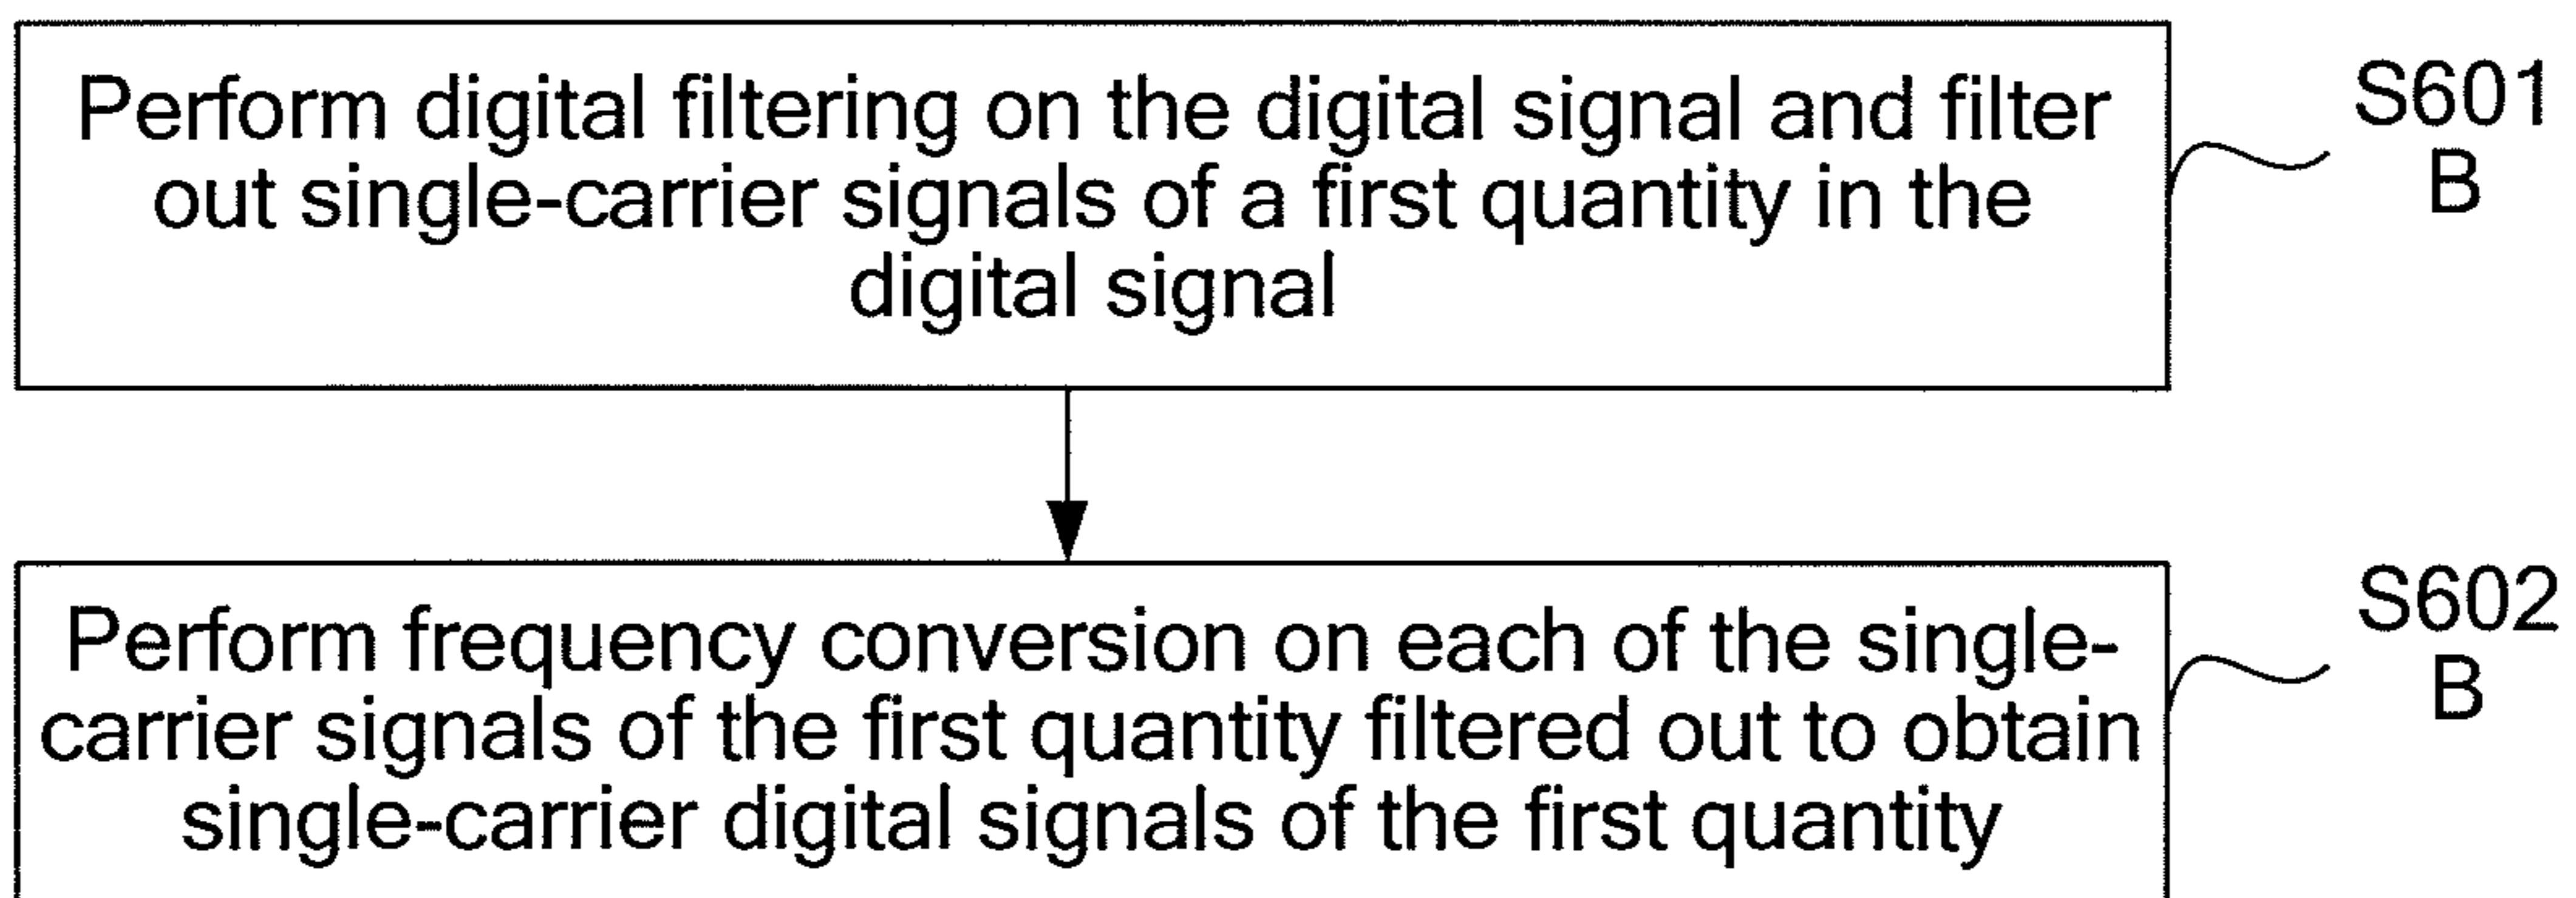 Perform digital filtering on the digital signal and filter
out single-carrier signals of a first quantity in the
digital signal
S601
B
Perform frequency conversion on each of the single-
carrier signals of the first quantity filtered out to obtain
single-carrier digital signals of the first quantity
S602
B